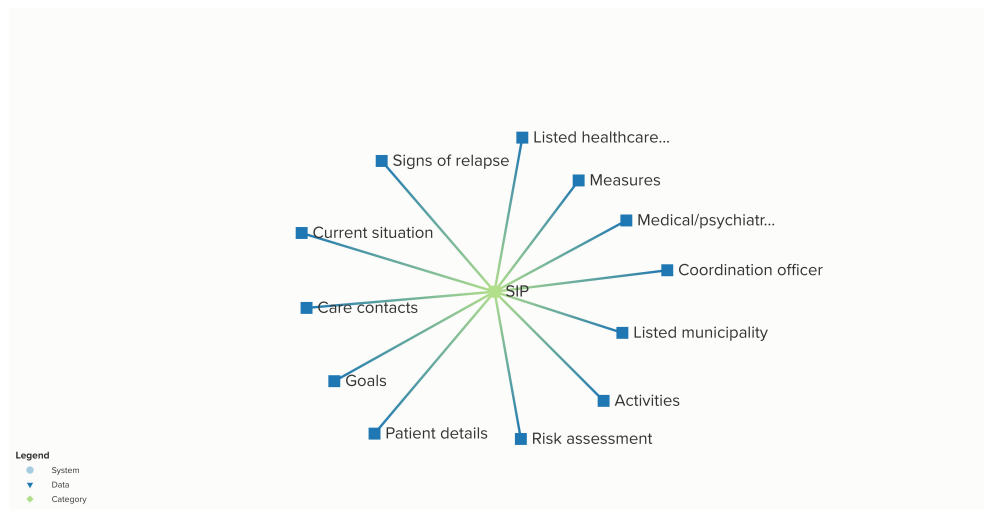 Listed healthcare...
Signs of relapse
Measures
Medical/psychiatr...
Current situation
Coordination officer
SIP
Care contacts
Listed municipality
Goals
Activities
Patient details
Risk assessment
Legend
System
Data
Category